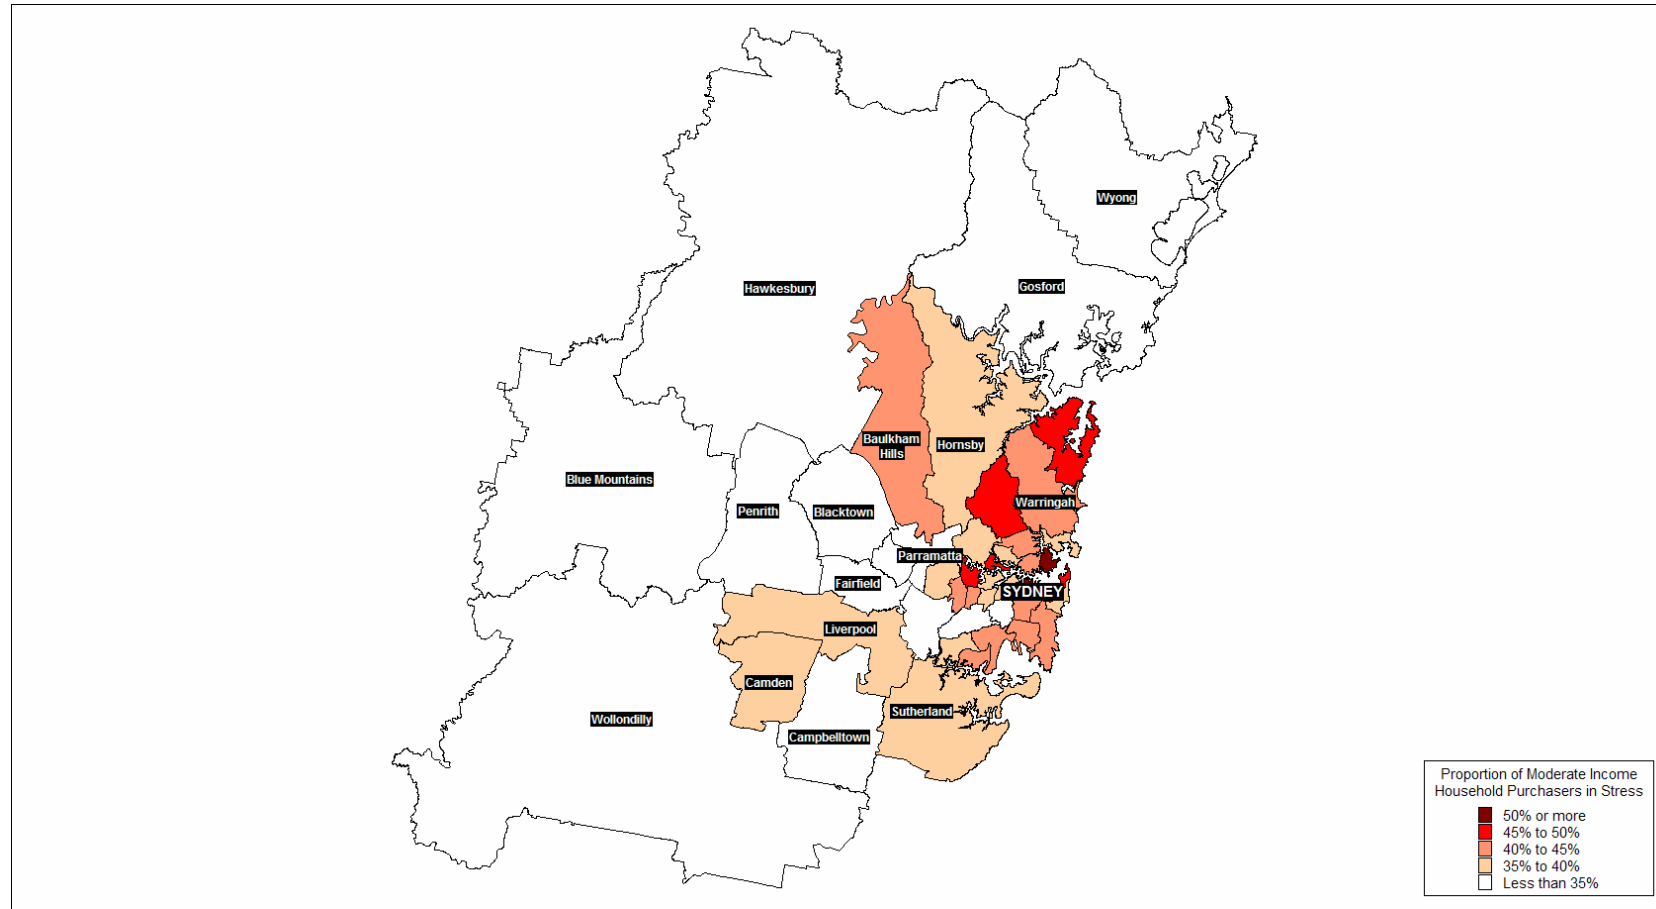 Wyong
Gosford
Hawkesbury
Baulkham
Hills
Hornsby
Blue Mountains
Warringah
Penrith
Blacktown
Parramatta
Fairfield
SYDNEY
Liverpool
Camden
Sutherland
Wollondilly
Campbelltown
Proportion of Moderate Income
Household Purchasers in Stress
50% or more
45% to 50%
40% to 45%
35% to 40%
Less than 35%